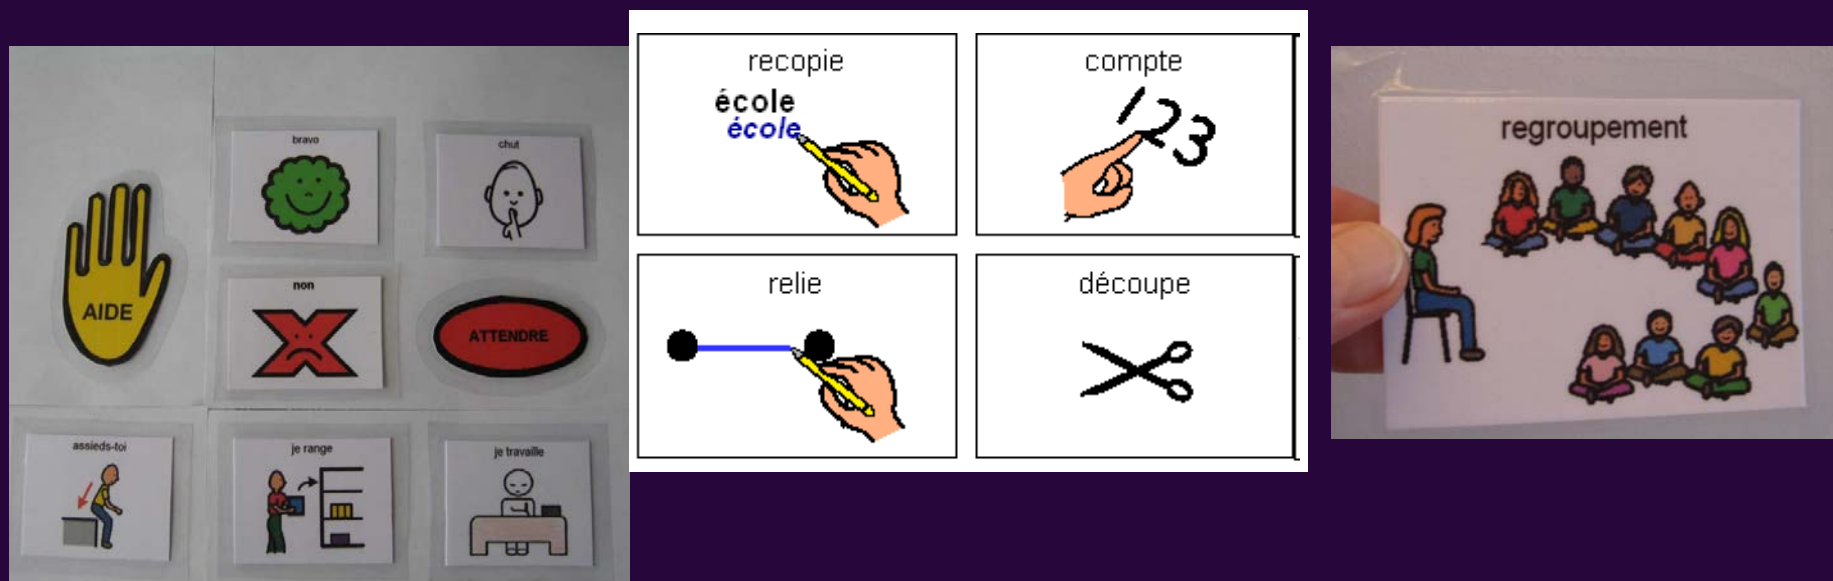 bravo
chut
AIDE
non
ATTENDRE
assieds-toi
je range
je travaille
recopie
école
école
compte
123
relie
découpe
regroupement